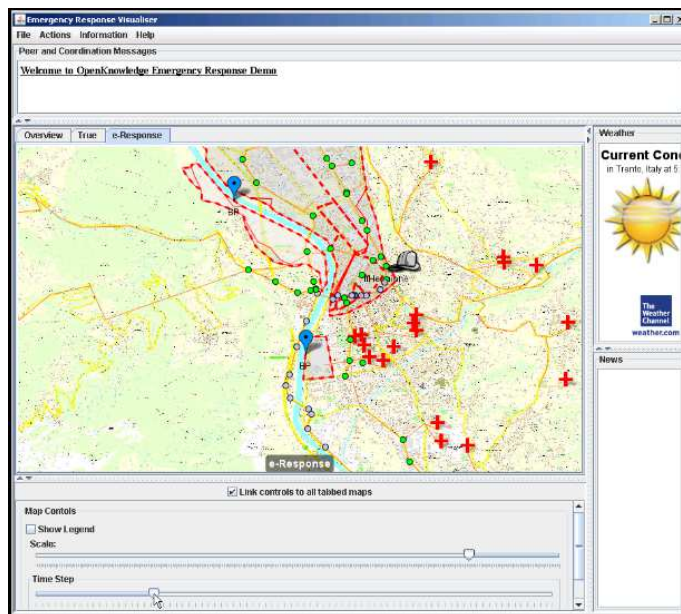 Emergency Response Visualiser
File Actions Information Help
Peer and Coordination Messages
Welcome to OpenKnowledge Emergency Response Demo
Overview True e-Response
BP
BP
e-Response
Weather
Current Cond
in Trento, Italy at 5
The
Weather
Channel
weather.com
News
Link controls to all tabbed maps
Map Contols
Show Legend
Scale:
Time Step